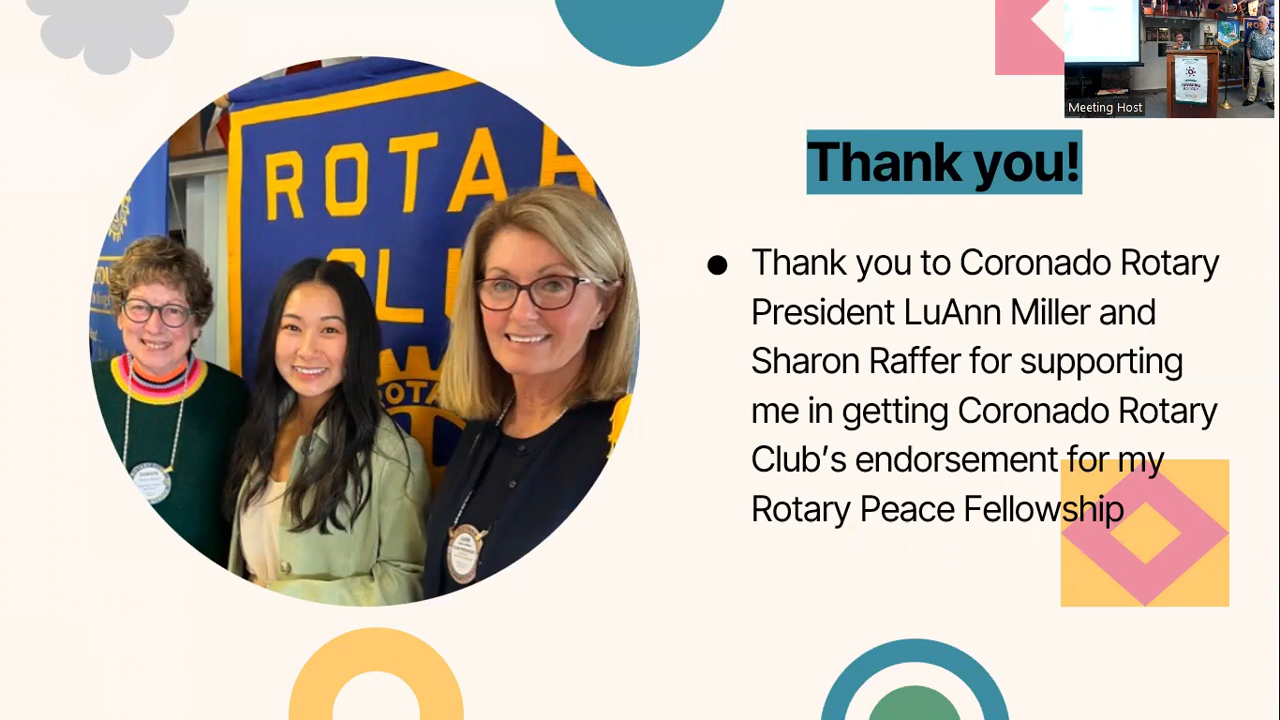 Meeting Host
Thank you!
Thank you to Coronado Rotary
President LuAnn Miller and
Sharon Raffer for supporting
me in getting Coronado Rotary
Club’s endorsement for my
Rotary Peace Fellowship
ROTAR
CLU
ROTA